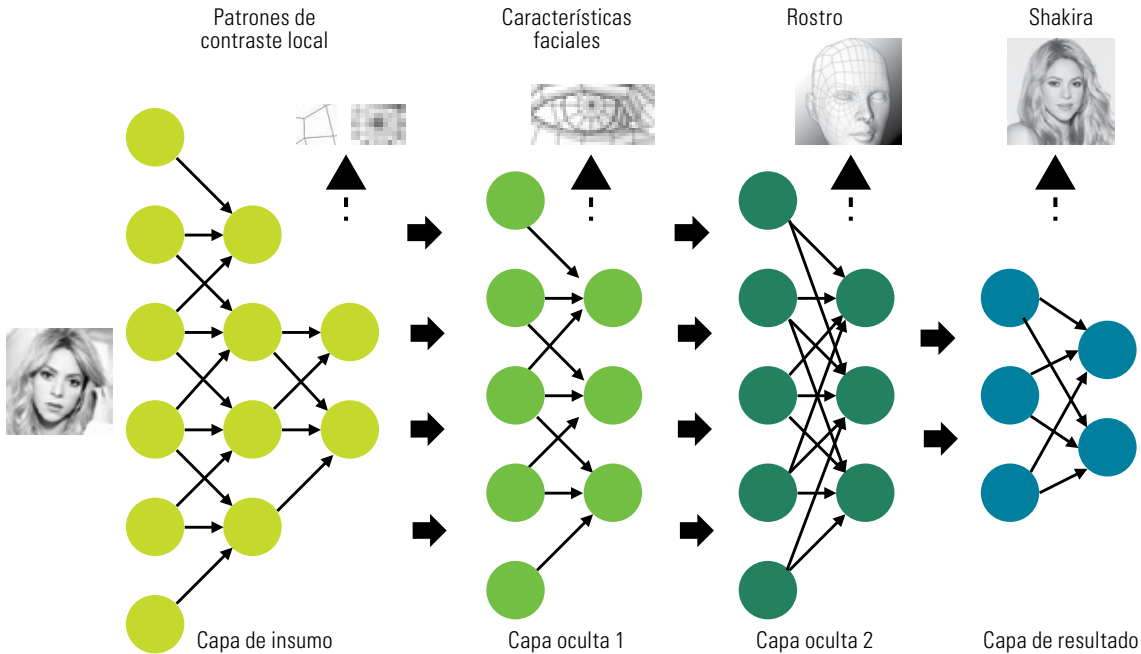 Patrones de
contraste local
Características
faciales
Rostro
Shakira
Capa de insumo
Capa oculta 1
Capa oculta 2
Capa de resultado